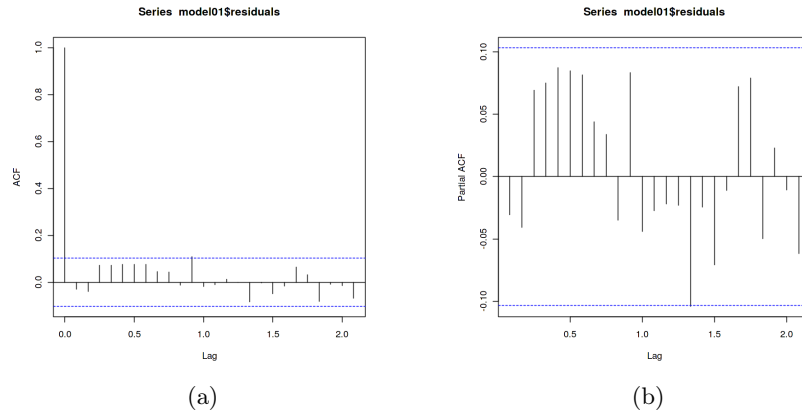 Series model01$residuals
ACF
1.0
0.8
0.6
0.4
0.2
0.0
0.0 0.5 1.0 1.5 2.0
Lag
(a)
Series model01$residuals
Partial ACF
0.10
0.05
0.00
-0.05
-0.10
0.5 1.0 1.5 2.0
Lag
(b)